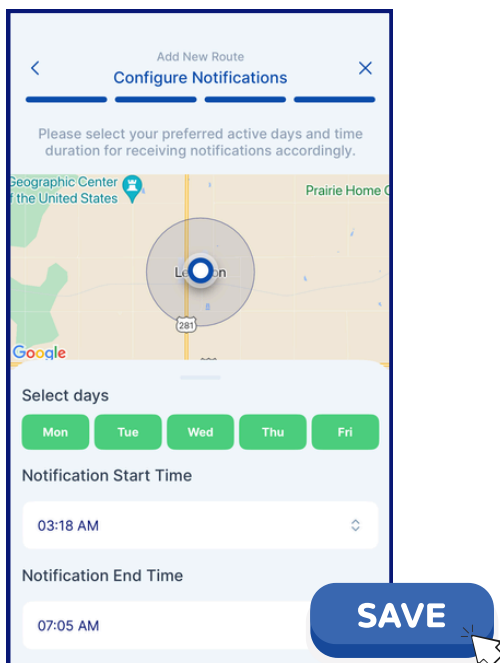 Add New Route
Configure Notifications
Please select your preferred active days and time
duration for receiving notifications accordingly.
Geographic Center
f the United States
Prairie Home
281
Google
Select days
Mon Tue Wed Thu Fri
Notification Start Time
03:18 AM
Notification End Time
07:05 AM
SAVE